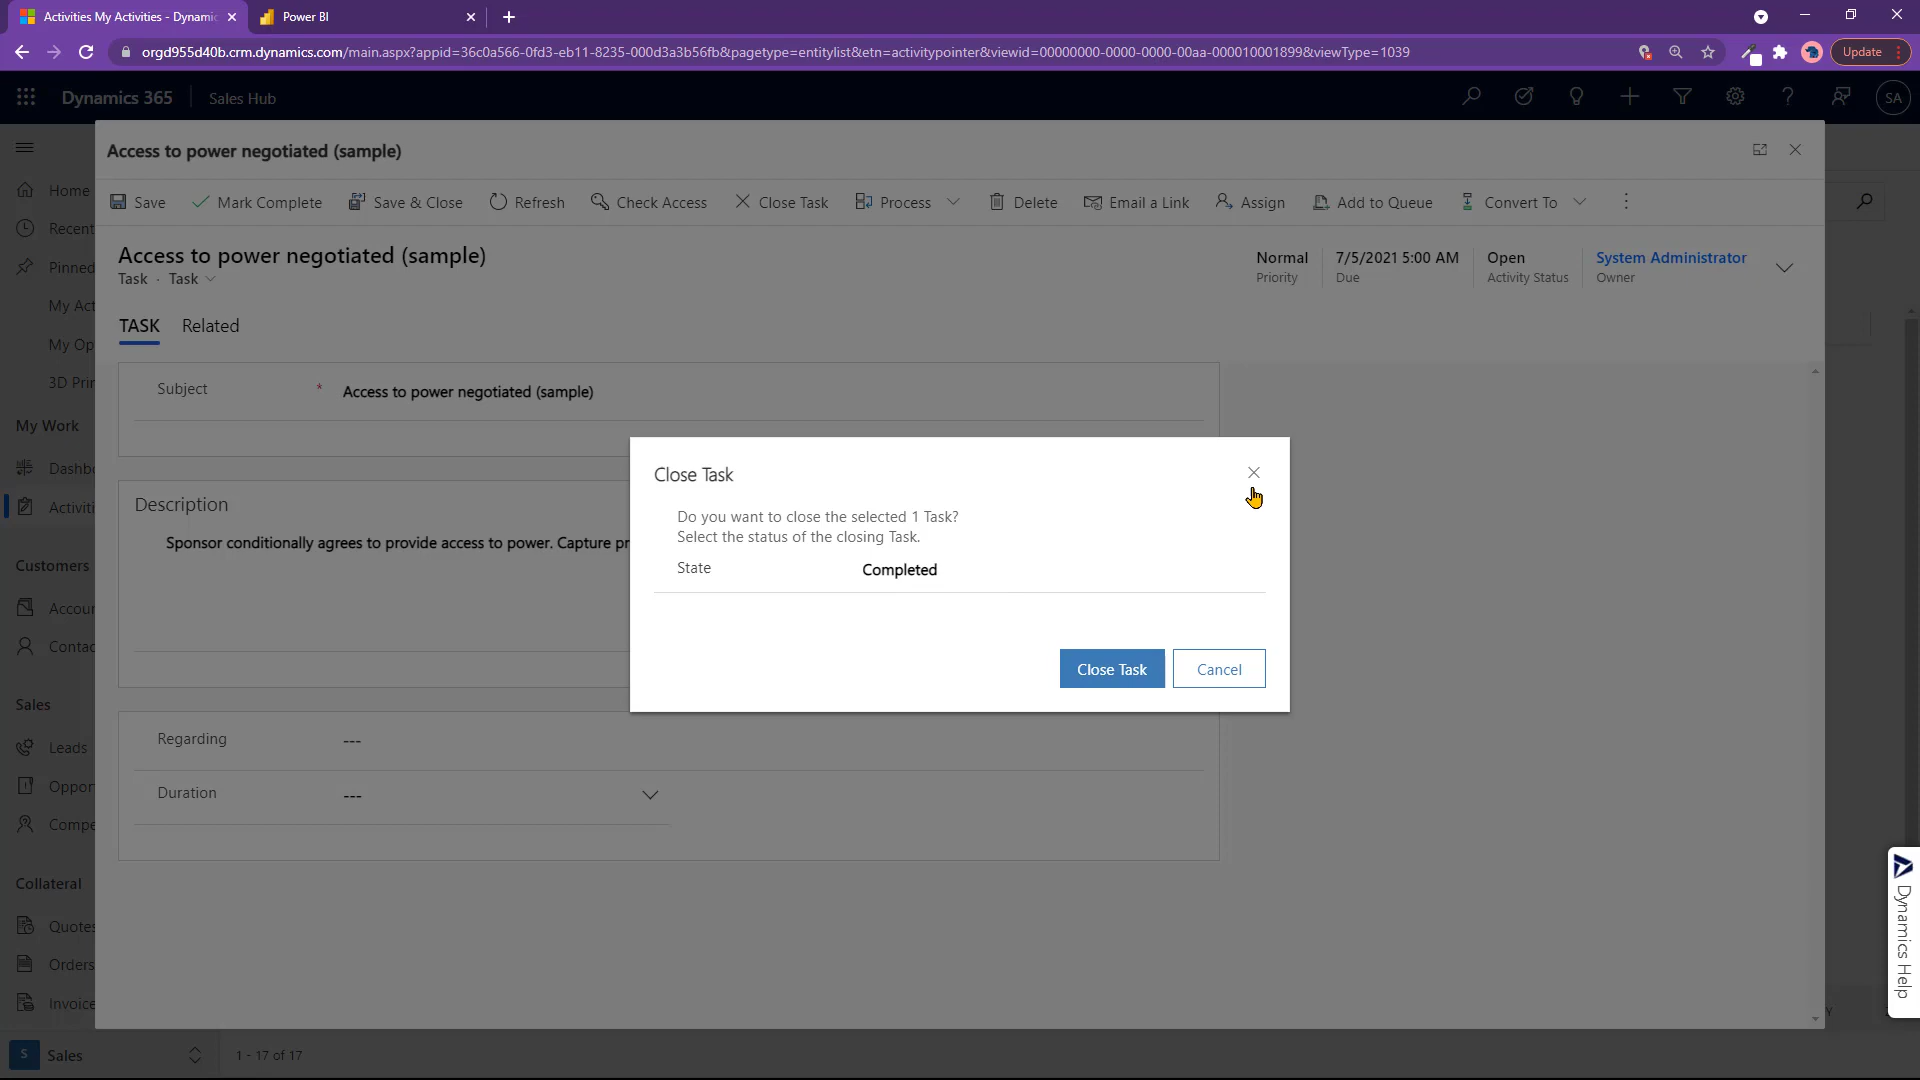 Activities My Activities - Dynamic
Power BI
orgd955d40b.crm.dynamics.com/main.aspx?appid=36c0a566-0fd3-eb11-8235-000d3a3b56fb&pagetype=entitylist&etn=activitypointer&viewid=00000000-0000-0000-00aa-000010001899&viewType=1039
Update
Dynamics 365
Sales Hub
SA
Access to power negotiated (sample)
Home
Save
Mark Complete
Save & Close
Refresh
Check Access
Close Task
Process
Delete
Email a Link
Assign
Add to Queue
Convert To
Recent
Access to power negotiated (sample)
Task · Task
Normal
Priority
7/5/2021 5:00 AM
Due
Open
Activity Status
System Administrator
Owner
Pinned
My Act
TASK
Related
My Op
3D Prin
Subject
*
Access to power negotiated (sample)
My Work
Dashbo
Activiti
Description
Sponsor conditionally agrees to provide access to power. Capture pr
Close Task
Do you want to close the selected 1 Task?
Select the status of the closing Task.
State
Completed
Close Task
Cancel
Customers
Accour
Contac
Sales
Leads
Opport
Compe
Regarding
---
Duration
---
Collateral
Quotes
Orders
Invoice
Dynamics Help
S
Sales
1 - 17 of 17